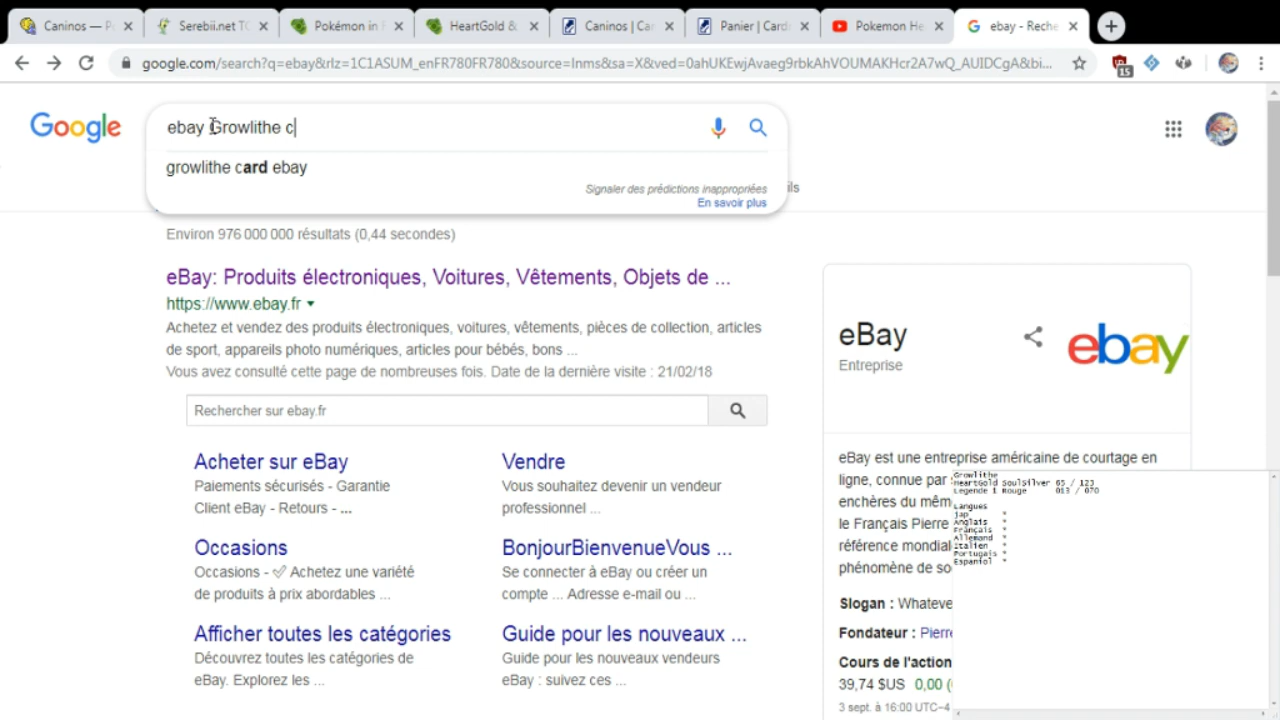 Caninos — P
Serebii.net TC
Pokémon in F
HeartGold &
Caninos | Car
Panier | Card
Pokemon He
ebay - Reche
google.com/search?q=ebay&rlz=1C1ASUM_enFR780FR780&source=lnms&sa=X&ved=0ahUKEwjAvaeg9rbkAhVOUMAKHcr2A7wQ_AUIDCgA&bi...
15
Google
ebay Growlithe c
growlithe card ebay
Signaler des prédictions inappropriées
En savoir plus
ils
Environ 976 000 000 résultats (0,44 secondes)
eBay: Produits électroniques, Voitures, Vêtements, Objets de ...
https://www.ebay.fr
Achetez et vendez des produits électroniques, voitures, vêtements, pièces de collection, articles
de sport, appareils photo numériques, articles pour bébés, bons ...
Vous avez consulté cette page de nombreuses fois. Date de la dernière visite : 21/02/18
Rechercher sur ebay.fr
Acheter sur eBay
Paiements sécurisés - Garantie
Client eBay - Retours - ...
Vendre
Vous souhaitez devenir un vendeur
professionnel ...
Occasions
Occasions - ✅ Achetez une variété
de produits à prix abordables ...
BonjourBienvenueVous ...
Se connecter à eBay ou créer un
compte ... Adresse e-mail ou ...
Afficher toutes les catégories
Découvrez toutes les catégories de
eBay. Explorez les ...
Guide pour les nouveaux ...
Guide pour les nouveaux vendeurs
eBay : suivez ces ...
eBay
Entreprise
ebay
eBay est une entreprise américaine de courtage en
ligne, connue par
enchères du mêm
le Français Pierre
référence mondial
phénomène de so
Slogan : Whateve
Fondateur : Pierre
Cours de l'action
39,74 $US 0,00 (
3 sept. à 16:00 UTC−4
Growlithe
HeartGold SoulSilver 65 / 123
Legende 1 Rouge 013 / 070
Langues
jap *
Anglais *
Français *
Allemand *
Italien *
Portugais *
Espaniol *